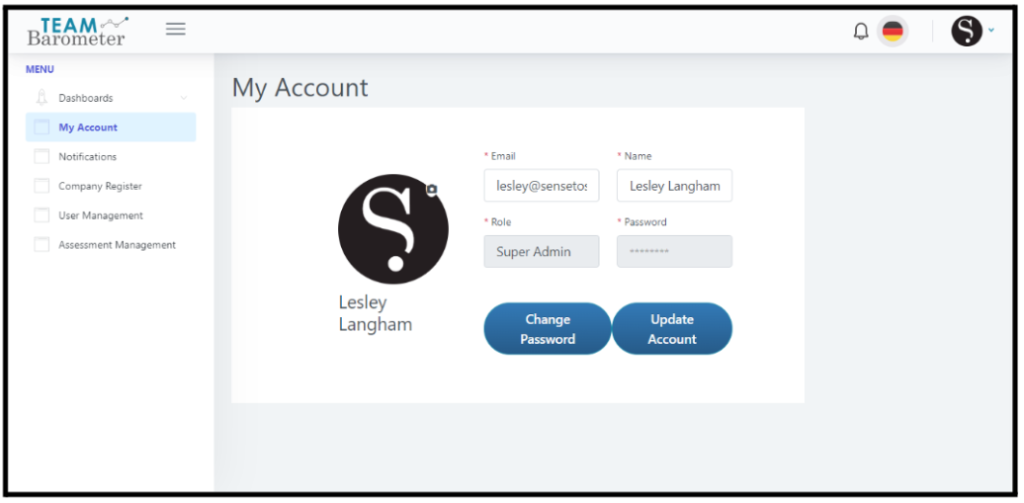 TEAM
Barometer
MENU
Dashboards
My Account
Notifications
Company Register
User Management
Assessment Management
My Account
* Email
* Name
lesley@sensetos
Lesley Langham
* Role
* Password
Super Admin
********
Lesley
Langham
Change
Password
Update
Account